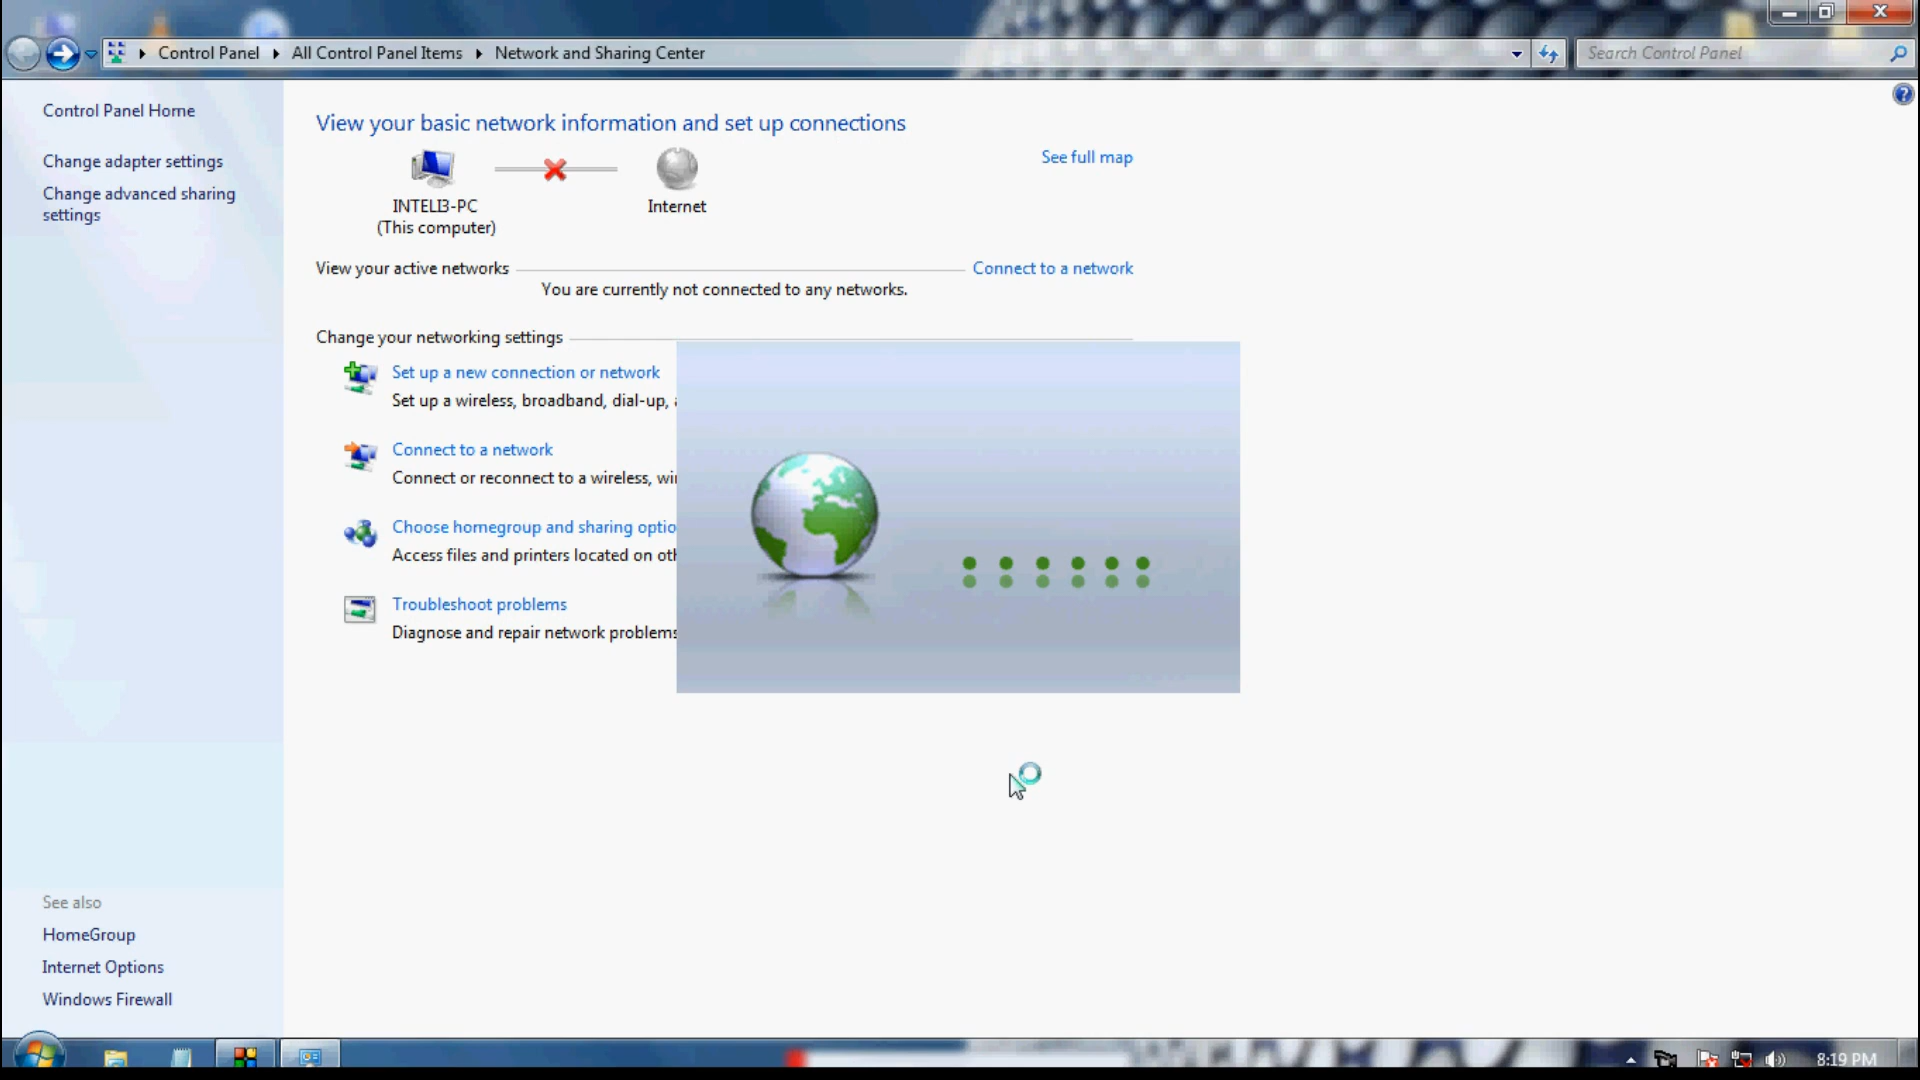 Control Panel
All Control Panel Items
Network and Sharing Center
Search Control Panel
Control Panel Home
Change adapter settings
Change advanced sharing
settings
See also
HomeGroup
Internet Options
Windows Firewall
View your basic network information and set up connections
See full map
INTELI3-PC
(This computer)
Internet
View your active networks
Connect to a network
You are currently not connected to any networks.
Change your networking settings
Set up a new connection or network
Set up a wireless, broadband, dial-up,
Connect to a network
Connect or reconnect to a wireless,
Choose homegroup and sharing
Access files and printers located on
Troubleshoot problems
Diagnose and repair network problems
8:19 PM